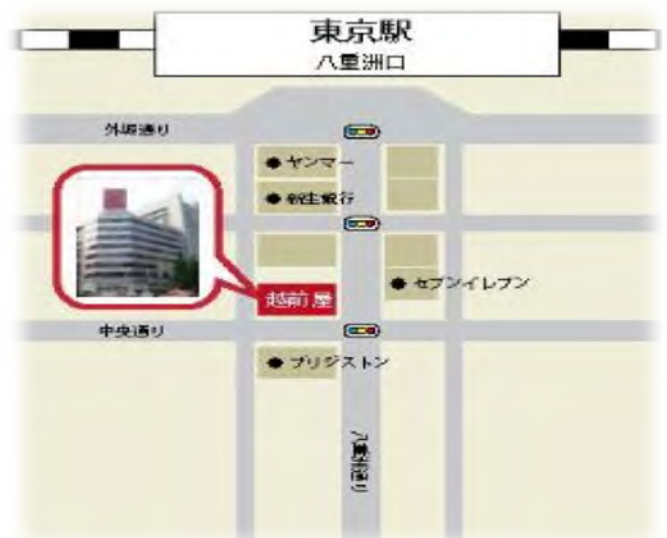 東京駅
八重洲口
外堀通り
ヤンマー
新生銀行
セブンイレブン
越前屋
中央通り
ブリジストン
八重洲通り